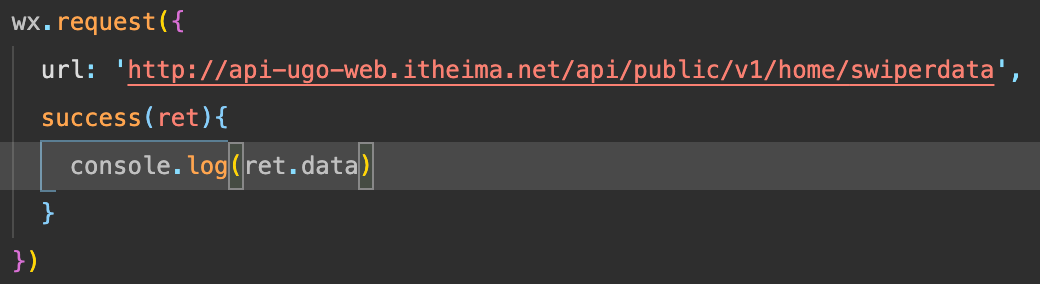 wx.request({
url: 'http://api-ugo-web.itheima.net/api/public/v1/home/swiperdata',
success(ret){
console.log(ret.data)
}
})